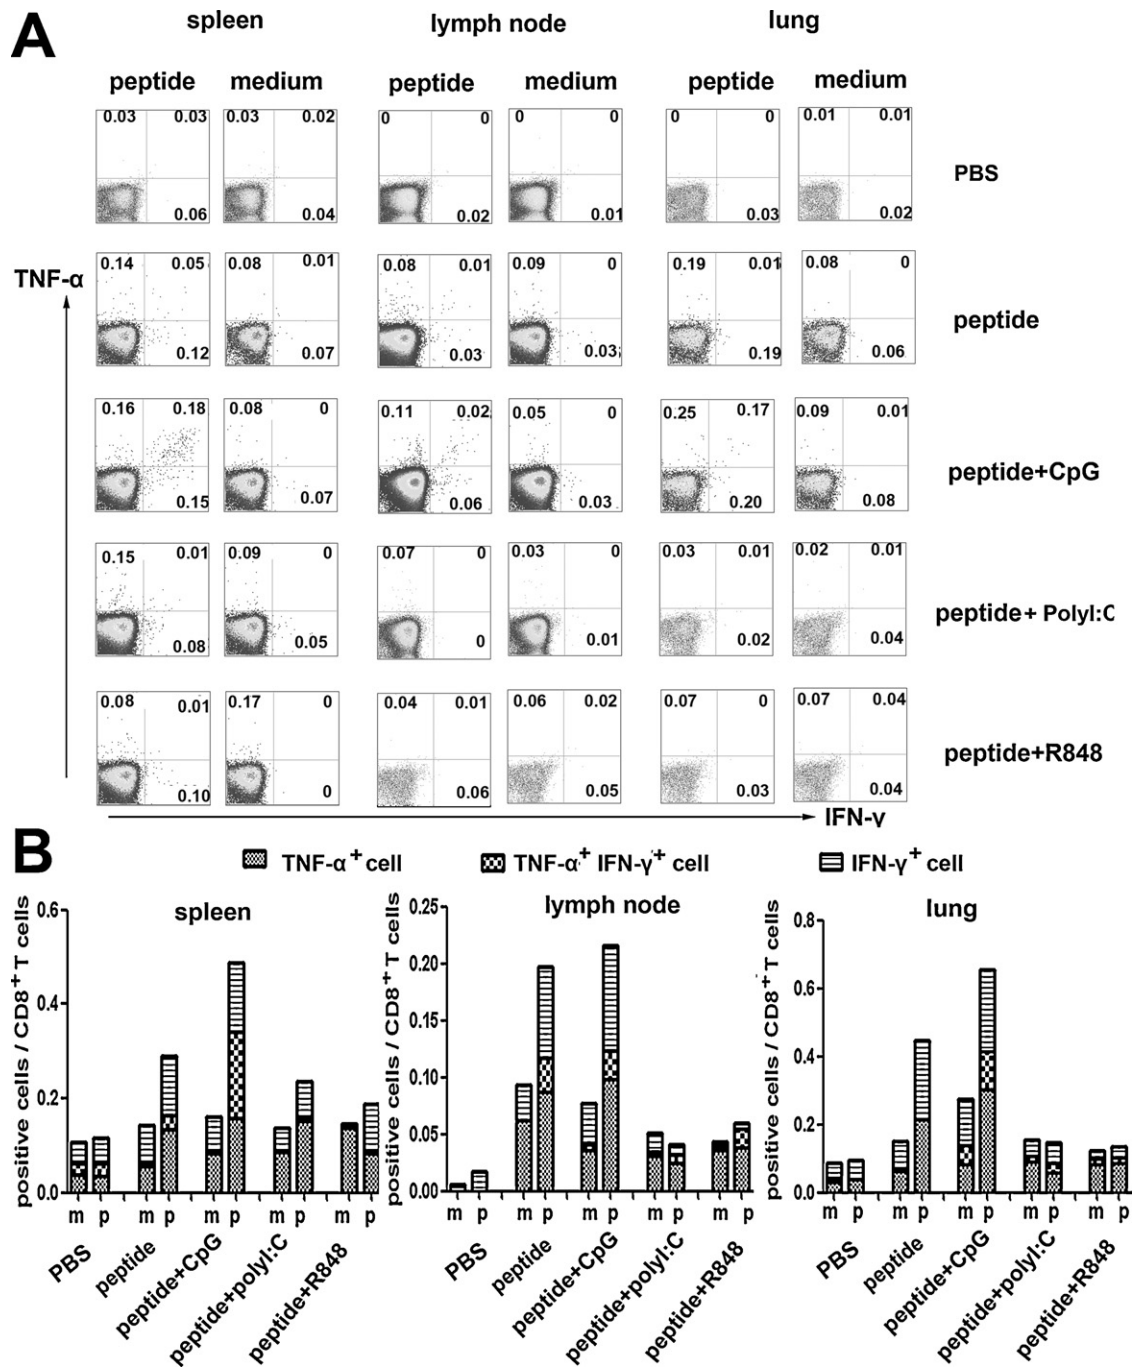 A
spleen lymph node lung
peptide medium peptide medium peptide medium
0.03 0.03 0.03 0.02 0 0 0 0 0 0 0.01 0.01
PBS
0.06 0.04 0.02 0.01 0.03 0.02
0.14 0.05 0.08 0.01 0.08 0.01 0.09 0 0.19 0.01 0.08 0
TNF-α
peptide
0.12 0.07 0.03 0.03 0.19 0.06
0.16 0.18 0.08 0 0.11 0.02 0.05 0 0.25 0.17 0.09 0.01
peptide+CpG
0.15 0.07 0.06 0.03 0.20 0.08
0.15 0.01 0.09 0 0.07 0 0.03 0 0.03 0.01 0.02 0.01
peptide+ PolyI:C
0.08 0.05 0 0.01 0.02 0.04
0.08 0.01 0.17 0 0.04 0.01 0.06 0.02 0.07 0 0.07 0.04
peptide+R848
0.10 0 0.06 0.05 0.03 0.04
IFN-γ
B
TNF-α+ cell TNF-α+ IFN-γ+ cell IFN-γ+ cell
spleen
positive cells / CD8+ T cells
0.6
0.4
0.2
0.0
m p m p m p m p m p
PBS
peptide
peptide+CpG
peptide+polyI:C
peptide+R848
lymph node
positive cells / CD8+ T cells
0.25
0.20
0.15
0.10
0.05
0.00
m p m p m p m p m p
PBS
peptide
peptide+CpG
peptide+polyI:C
peptide+R848
lung
positive cells / CD8+ T cells
0.8
0.6
0.4
0.2
0.0
m p m p m p m p m p
PBS
peptide
peptide+CpG
peptide+polyI:C
peptide+R848